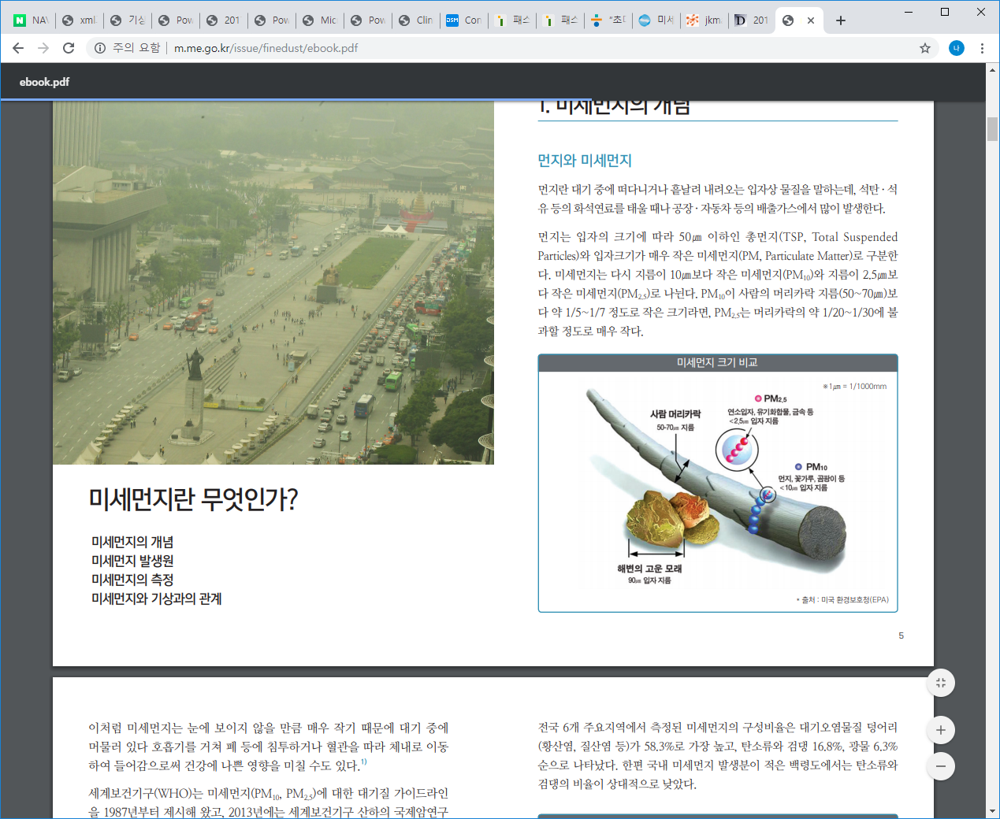 NAV
xml
기상
Pow
201
Pow
Mic
Pow
Clin
DSM
Con
패스
패스
"초미
미세
jkm
201
주의 요함
m.me.go.kr/issue/finedust/ebook.pdf
나
ebook.pdf
미세먼지란 무엇인가?
미세먼지의 개념
미세먼지 발생원
미세먼지의 측정
미세먼지와 기상과의 관계
1. 미세먼지의 개념
먼지와 미세먼지
먼지란 대기 중에 떠다니거나 흩날려 내려오는 입자상 물질을 말하는데, 석탄 · 석
유 등의 화석연료를 태울 때나 공장 · 자동차 등의 배출가스에서 많이 발생한다.
먼지는 입자의 크기에 따라 50㎛ 이하인 총먼지(TSP, Total Suspended
Particles)와 입자크기가 매우 작은 미세먼지(PM, Particulate Matter)로 구분한
다. 미세먼지는 다시 지름이 10㎛보다 작은 미세먼지(PM10)와 지름이 2.5㎛보
다 작은 미세먼지(PM2.5)로 나뉜다. PM10이 사람의 머리카락 지름(50~70㎛)보
다 약 1/5~1/7 정도로 작은 크기라면, PM2.5는 머리카락의 약 1/20~1/30에 불
과할 정도로 매우 작다.
미세먼지 크기 비교
※1㎛ = 1/1000mm
PM2.5
연소입자, 유기화합물, 금속 등
<2.5㎛ 입자 지름
사람 머리카락
50-70㎛ 지름
PM10
먼지, 꽃가루, 곰팡이 등
<10㎛ 입자 지름
해변의 고운 모래
90㎛ 입자 지름
* 출처 : 미국 환경보호청(EPA)
5
이처럼 미세먼지는 눈에 보이지 않을 만큼 매우 작기 때문에 대기 중에
머물러 있다 호흡기를 거쳐 폐 등에 침투하거나 혈관을 따라 체내로 이동
하여 들어감으로써 건강에 나쁜 영향을 미칠 수도 있다.1)
세계보건기구(WHO)는 미세먼지(PM10, PM2.5)에 대한 대기질 가이드라인
을 1987년부터 제시해 왔고, 2013년에는 세계보건기구 산하의 국제암연구
전국 6개 주요지역에서 측정된 미세먼지의 구성비율은 대기오염물질 덩어리
(황산염, 질산염 등)가 58.3%로 가장 높고, 탄소류와 검댕 16.8%, 광물 6.3%
순으로 나타났다. 한편 국내 미세먼지 발생분이 적은 백령도에서는 탄소류와
검댕의 비율이 상대적으로 낮았다.